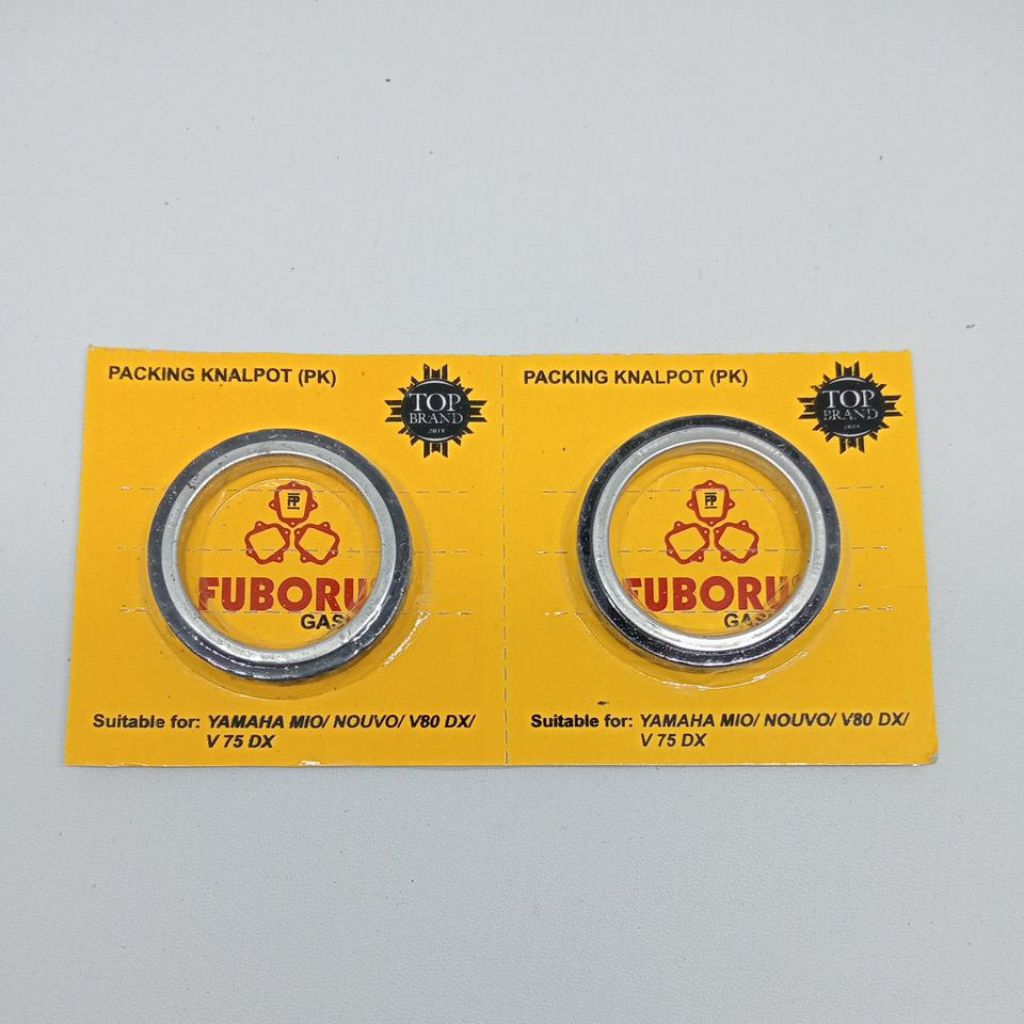 PACKING KNALPOT (PK)
TOP
BRAND
FUBORU
Suitable for: YAMAHA MIO/ NOUVO/ V80 DX/
V 75 DX
PACKING KNALPOT (PK)
TOP
BRAND
FUBORU
Suitable for: YAMAHA MIO/ NOUVO/ V80 DX/
V 75 DX